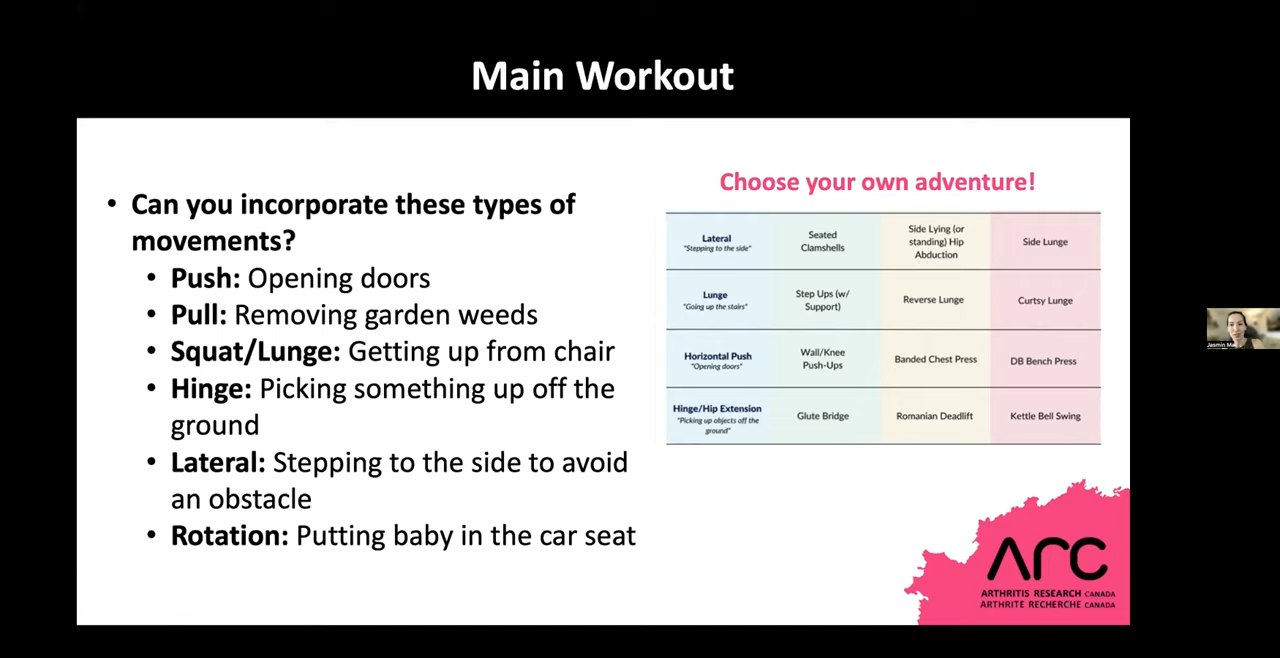 Main Workout
• Can you incorporate these types of
movements?
• Push: Opening doors
• Pull: Removing garden weeds
• Squat/Lunge: Getting up from chair
• Hinge: Picking something up off the
ground
• Lateral: Stepping to the side to avoid
an obstacle
• Rotation: Putting baby in the car seat
Choose your own adventure!
Lateral
"Stepping to the side"
Seated
Clamshells
Side Lying (or
standing) Hip
Abduction
Side Lunge
Lunge
"Going up the stairs"
Step Ups (w/
Support)
Reverse Lunge
Curtsy Lunge
Horizontal Push
"Opening doors"
Wall/Knee
Push-Ups
Banded Chest Press
DB Bench Press
Hinge/Hip Extension
"Picking up objects off the
ground"
Glute Bridge
Romanian Deadlift
Kettle Bell Swing
Arc
ARTHRITIS RESEARCH CANADA
ARTHRITE RECHERCHE CANADA
Jasmin